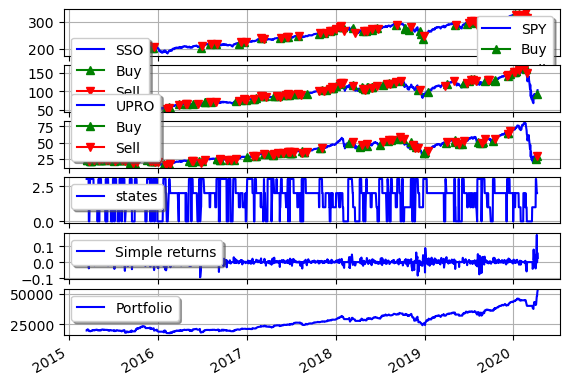 300
200
SPY
Buy
SSO
Buy
Sell
150
100
50
UPRO
Buy
Sell
75
50
25
2.5
0.0
states
0.1
0.0
−0.1
Simple returns
50000
25000
Portfolio
2015 2016 2017 2018 2019 2020